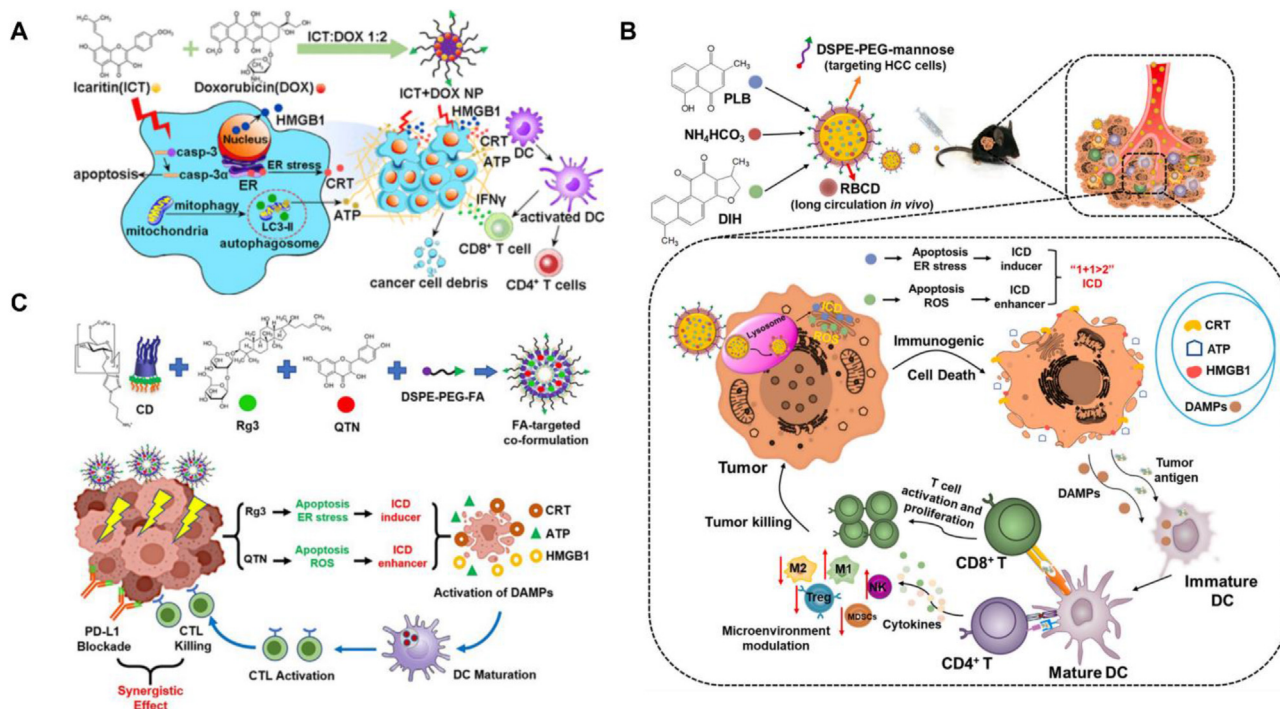 A
Icaritin(ICT)
Doxorubicin(DOX)
ICT:DOX 1:2
ICT+DOX NP
HMGB1
Nucleus
casp-3
casp-3α
apoptosis
ER stress
ER
CRT
mitophagy
LC3-II
mitochondria
autophagosome
ATP
HMGB1
CRT
ATP
DC
IFNγ
activated DC
CD8⁺ T cell
cancer cell debris
CD4⁺ T cells
B
PLB
NH₄HCO₃
DIH
DSPE-PEG-mannose
(targeting HCC cells)
RBCD
(long circulation in vivo)
Apoptosis
ER stress
ICD
inducer
Apoptosis
ROS
ICD
enhancer
"1+1>2"
ICD
Lysosome
ICD
ROS
Immunogenic
Cell Death
CRT
ATP
HMGB1
DAMPs
Tumor
Tumor killing
T cell
activation and
proliferation
DAMPs
Tumor
antigen
CD8⁺ T
Immature
DC
M2
M1
NK
Treg
MDSCs
Cytokines
Microenvironment
modulation
CD4⁺ T
Mature DC
C
CD
Rg3
QTN
DSPE-PEG-FA
FA-targeted
co-formulation
Rg3
Apoptosis
ER stress
ICD
inducer
QTN
Apoptosis
ROS
ICD
enhancer
CRT
ATP
HMGB1
Activation of DAMPs
PD-L1
Blockade
CTL
Killing
CTL Activation
DC Maturation
Synergistic
Effect